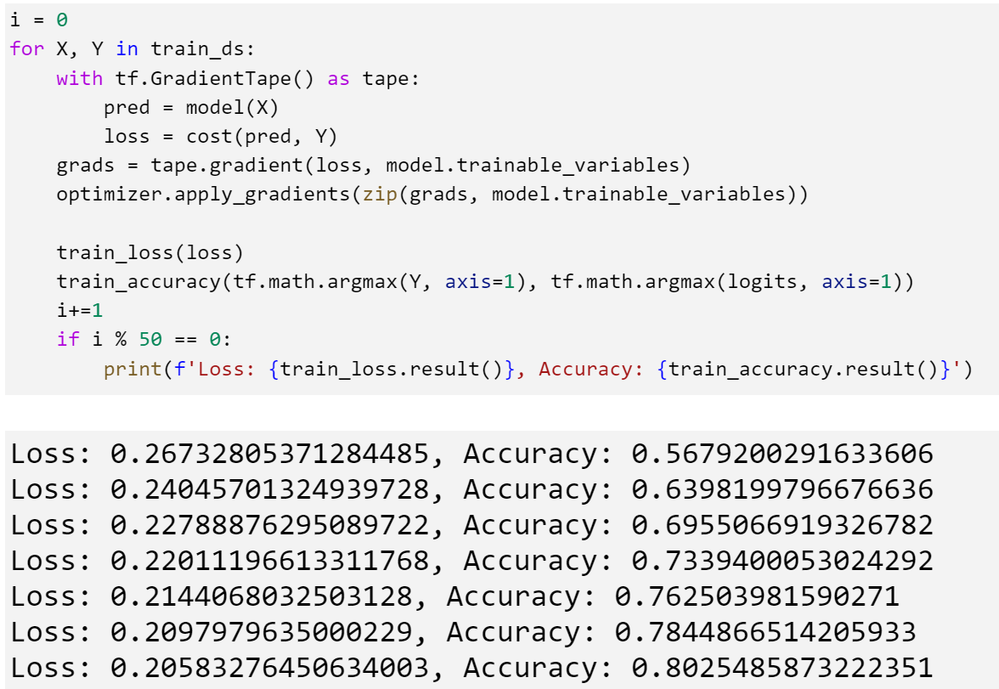 i = 0
for X, Y in train_ds:
    with tf.GradientTape() as tape:
        pred = model(X)
        loss = cost(pred, Y)
    grads = tape.gradient(loss, model.trainable_variables)
    optimizer.apply_gradients(zip(grads, model.trainable_variables))

    train_loss(loss)
    train_accuracy(tf.math.argmax(Y, axis=1), tf.math.argmax(logits, axis=1))
    i+=1
    if i % 50 == 0:
        print(f'Loss: {train_loss.result()}, Accuracy: {train_accuracy.result()}')

Loss: 0.26732805371284485, Accuracy: 0.5679200291633606
Loss: 0.24045701324939728, Accuracy: 0.6398199796676636
Loss: 0.22788876295089722, Accuracy: 0.6955066919326782
Loss: 0.22011196613311768, Accuracy: 0.7339400053024292
Loss: 0.2144068032503128, Accuracy: 0.762503981590271
Loss: 0.2097979635000229, Accuracy: 0.7844866514205933
Loss: 0.20583276450634003, Accuracy: 0.8025485873222351